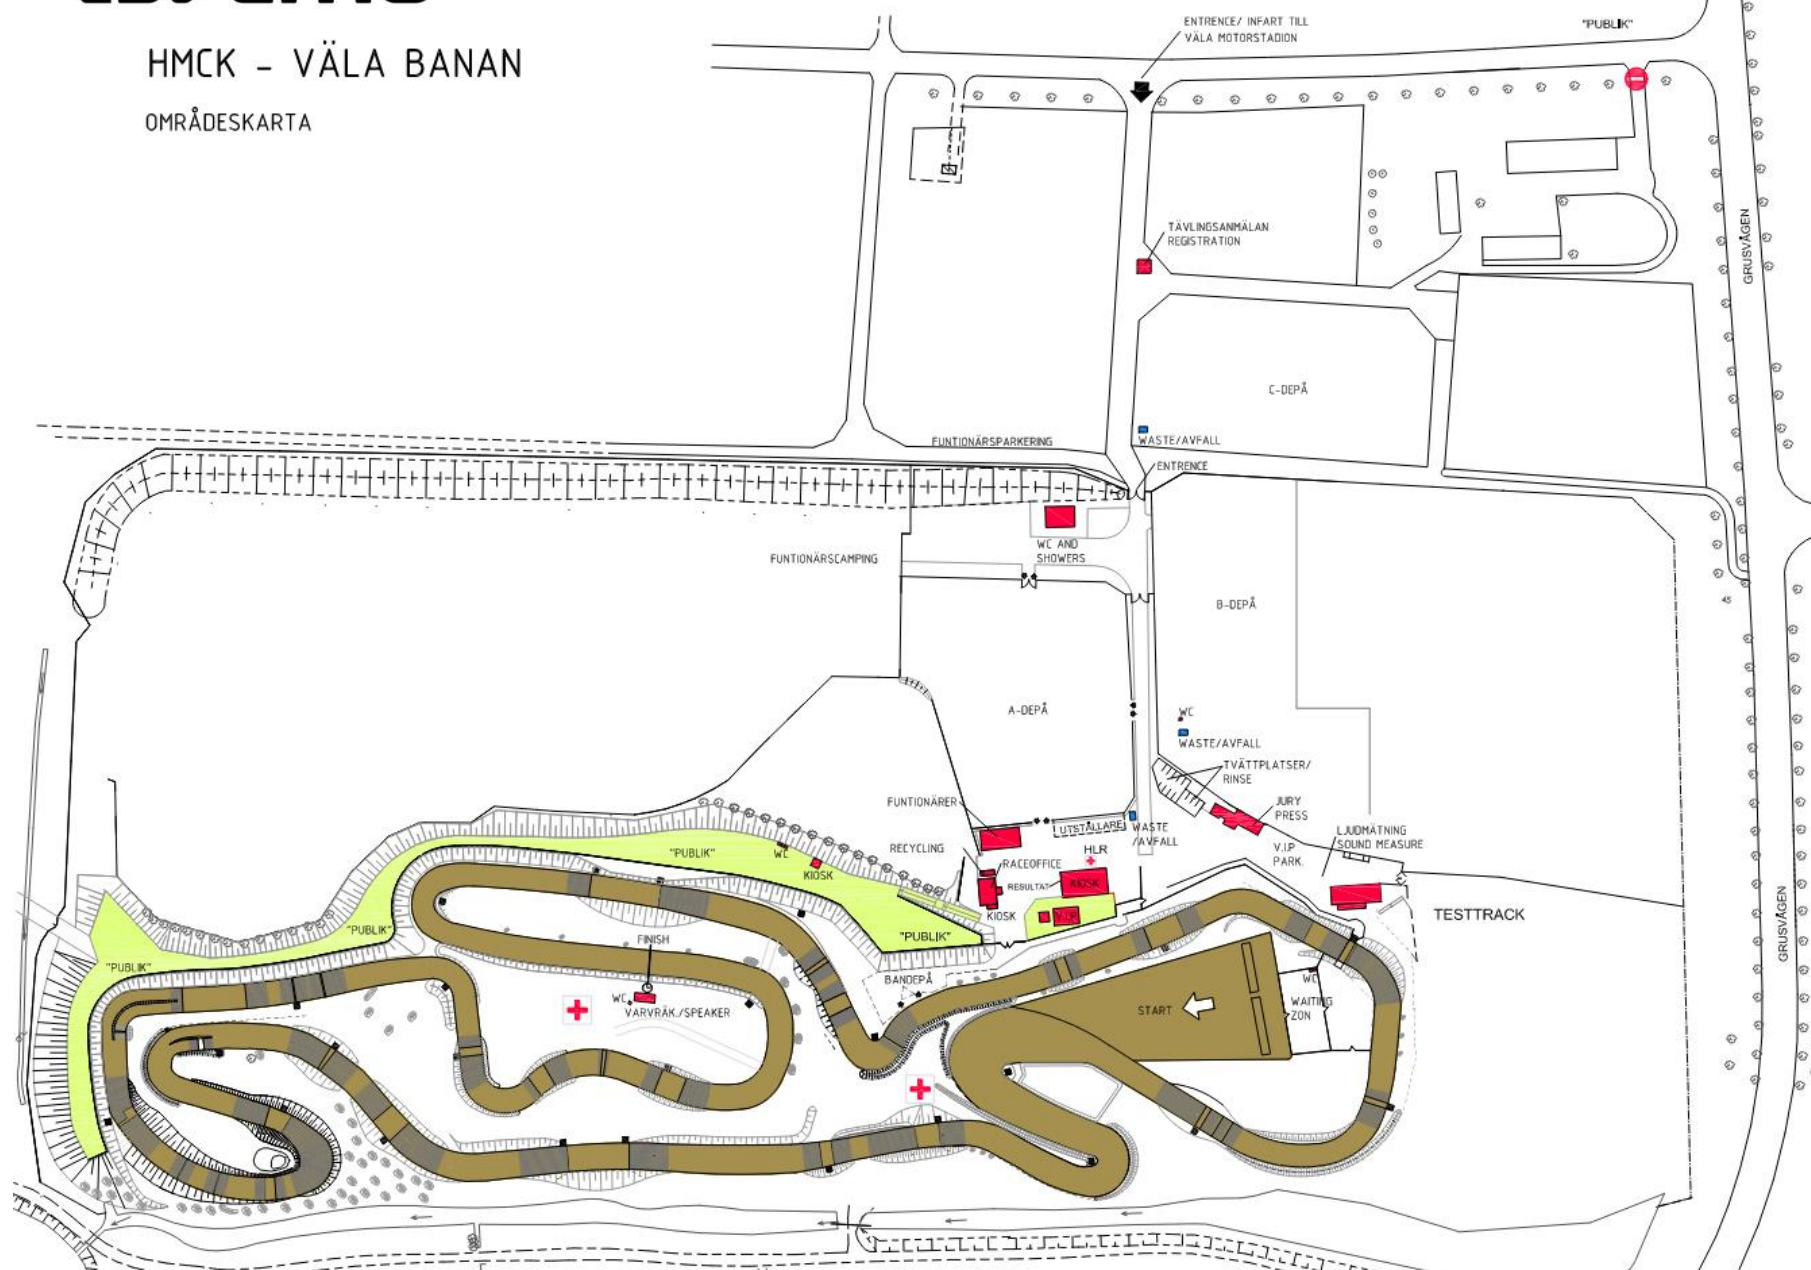 HMCK - VÄLA BANAN
OMRÅDESKARTA
ENTRENCE/ INFART TILL
VÄLA MOTORSTADION
"PUBLIK"
GRUSVÄGEN
TÄVLINGSANMÄLAN
REGISTRATION
C-DEPÅ
WASTE/AVFALL
FUNTIONÄRSPARKERING
ENTRENCE
WC AND
SHOWERS
FUNTIONÄRSCAMPING
B-DEPÅ
45
A-DEPÅ
WC
WASTE/AVFALL
TVÄTTPLATSER/
RINSE
JURY
PRESS
FUNTIONÄRER
UTSTÄLLARE
WASTE
/AVFALL
LJUDMÄTNING
SOUND MEASURE
V.I.P
PARK.
RECYCLING
HLR
RACEOFFICE
RESULTAT
KIOSK
"PUBLIK"
WC
KIOSK
KIOSK
V.I.P
TESTTRACK
"PUBLIK"
"PUBLIK"
FINISH
"PUBLIK"
BANDEPÅ
GRUSVÄGEN
WC
WC
VARVRÄK./SPEAKER
START
WAITING
ZON